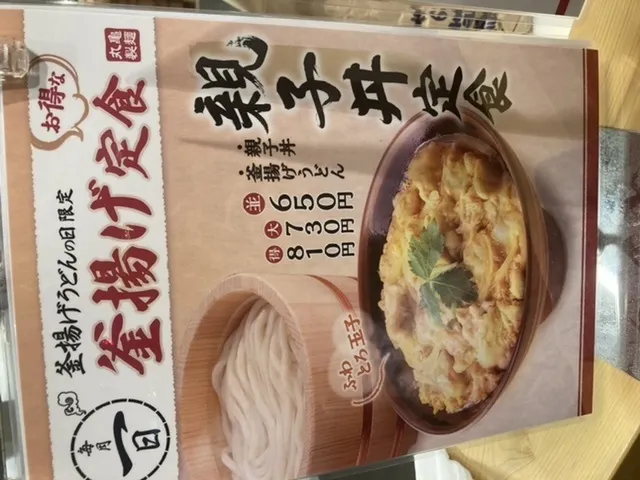 毎月
一日
釜揚げうどんの日限定
お得な
釜揚げ定食
丸亀
製麺
親子丼定食
・親子丼
・釜揚げうどん
並 650円
大 730円
得 810円
ふわ
とろ玉子